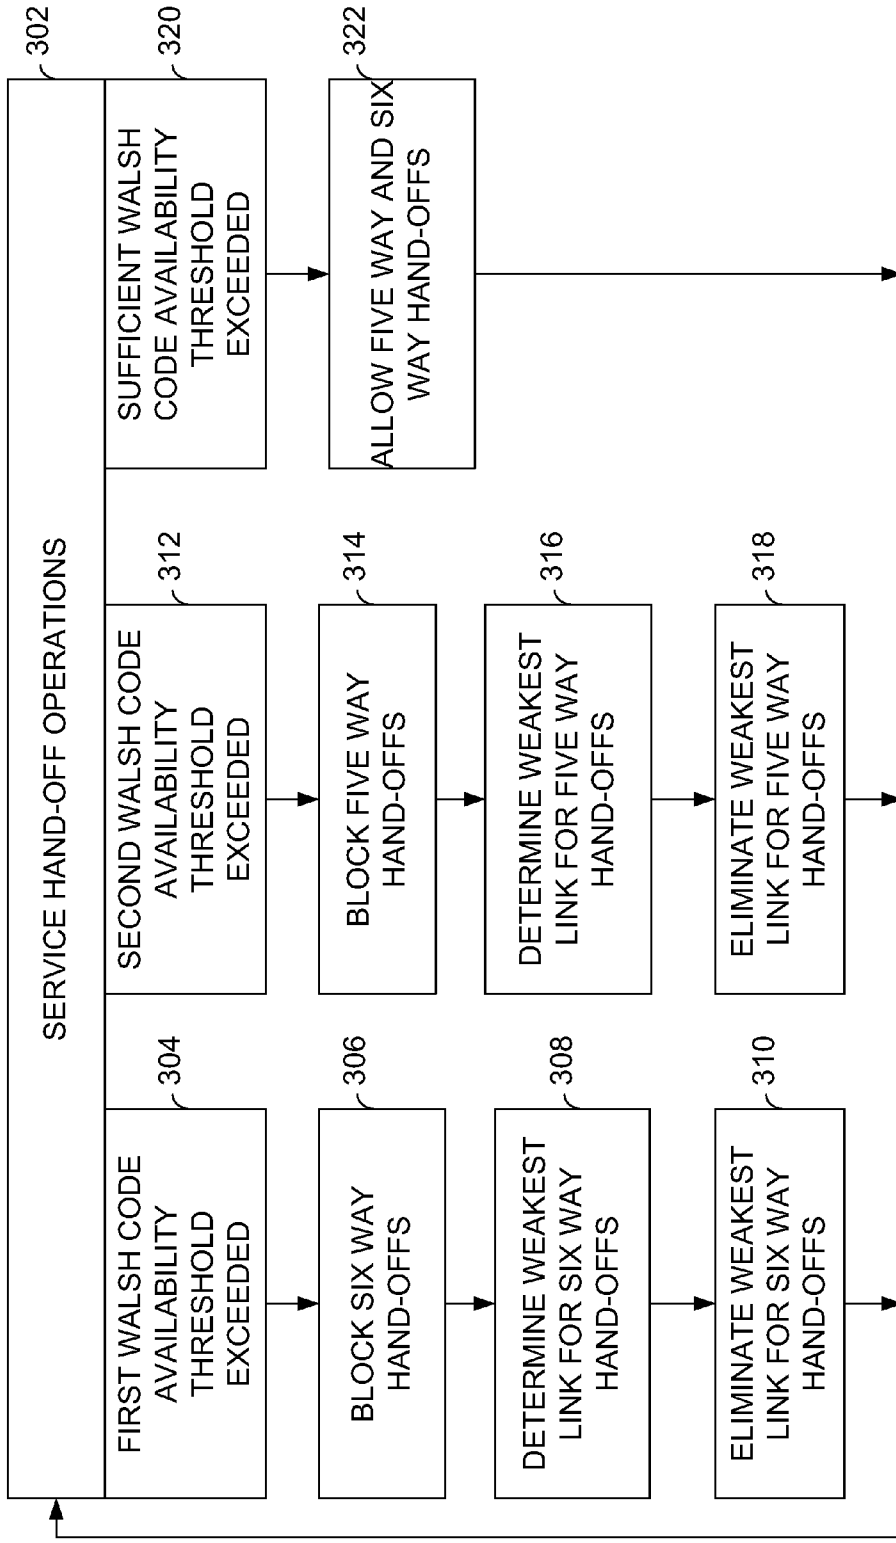 SERVICE HAND-OFF OPERATIONS
302
FIRST WALSH CODE
AVAILABILITY
THRESHOLD
EXCEEDED
304
BLOCK SIX WAY
HAND-OFFS
306
DETERMINE WEAKEST
LINK FOR SIX WAY
HAND-OFFS
308
ELIMINATE WEAKEST
LINK FOR SIX WAY
HAND-OFFS
310
SECOND WALSH CODE
AVAILABILITY
THRESHOLD
EXCEEDED
312
BLOCK FIVE WAY
HAND-OFFS
314
DETERMINE WEAKEST
LINK FOR FIVE WAY
HAND-OFFS
316
ELIMINATE WEAKEST
LINK FOR FIVE WAY
HAND-OFFS
318
SUFFICIENT WALSH
CODE AVAILABILITY
THRESHOLD
EXCEEDED
320
ALLOW FIVE WAY AND SIX
WAY HAND-OFFS
322